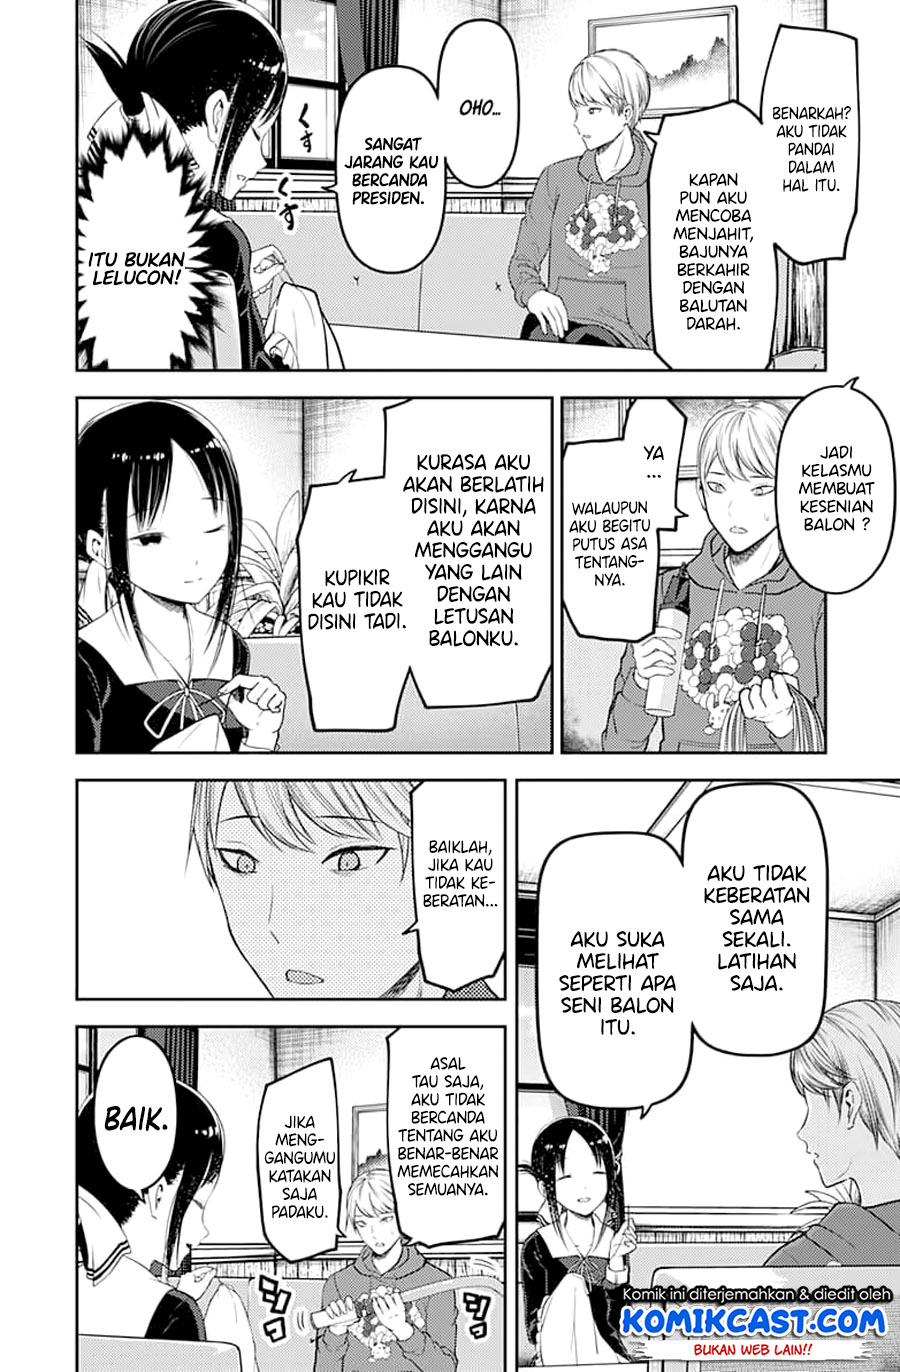 BENARKAH?
AKU TIDAK
PANDAI
DALAM
HAL ITU.
KAPAN
PUN AKU
MENCOBA
MENJAHIT,
BAJUNYA
BERKAHIR
DENGAN
BALUTAN
DARAH.
OHO...
SANGAT
JARANG KAU
BERCANDA
PRESIDEN.
くす
くす
ITU BUKAN
LELUCON!
JADI
KELASMU
MEMBUAT
KESENIAN
BALON ?
YA
...
WALAUPUN
AKU BEGITU
PUTUS ASA
TENTANG-
NYA.
KURASA AKU
AKAN BERLATIH
DISINI, KARNA
AKU AKAN
MENGGANGU
YANG LAIN
DENGAN
LETUSAN
BALONKU.
KUPIKIR
KAU TIDAK
DISINI TADI.
AKU TIDAK
KEBERATAN
SAMA
SEKALI.
LATIHAN
SAJA.
AKU SUKA
MELIHAT
SEPERTI APA
SENI BALON
ITU.
BAIKLAH,
JIKA KAU
TIDAK KE-
BERATAN...
ASAL
TAU SAJA,
AKU TIDAK
BERCANDA
TENTANG AKU
BENAR-BENAR
MEMECAHKAN
SEMUANYA.
JIKA
MENG-
GANGUMU
KATAKAN
SAJA
PADAKU.
BAIK.
Komik ini diterjemahkan & diedit oleh
KOMIKCAST.COM
BUKAN WEB LAIN!!